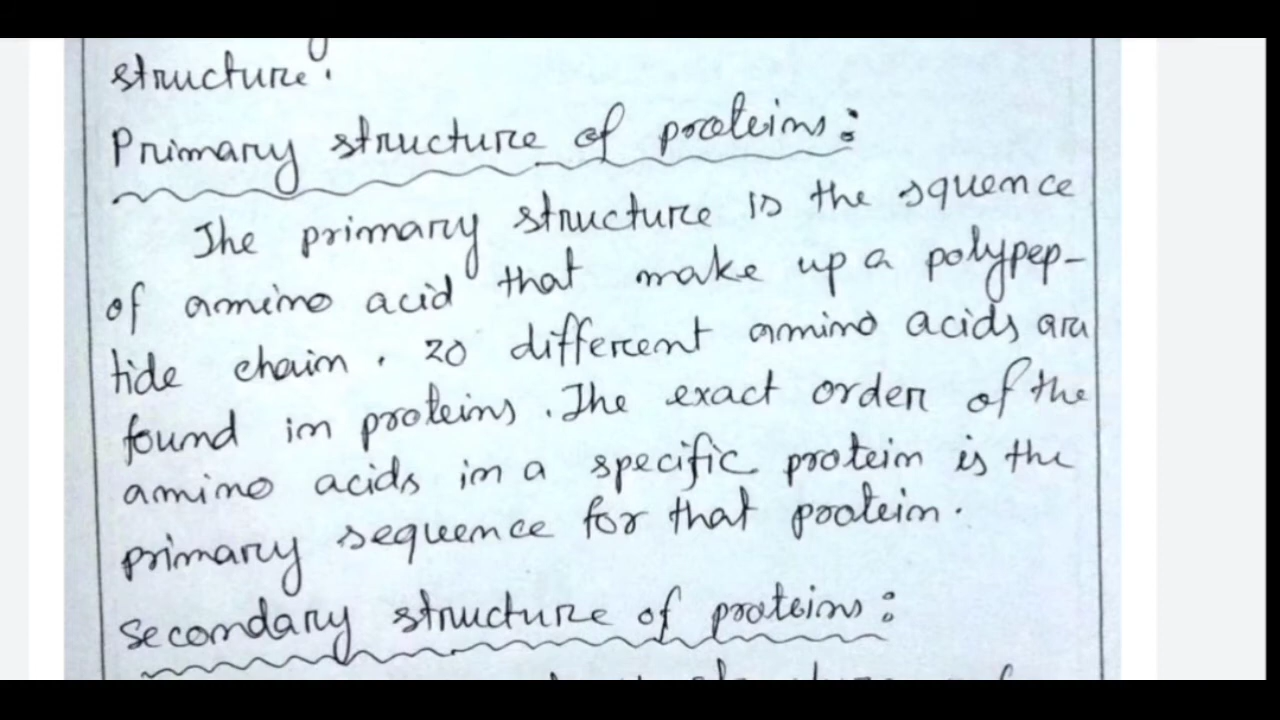 structure.
Primary structure of proteins:
The primary structure is the squence
of amino acid that make up a polypep-
tide chain. 20 different amino acids are
found in proteins. The exact order of the
amino acids in a specific protein is the
primary sequence for that protein.
Secondary structure of proteins: